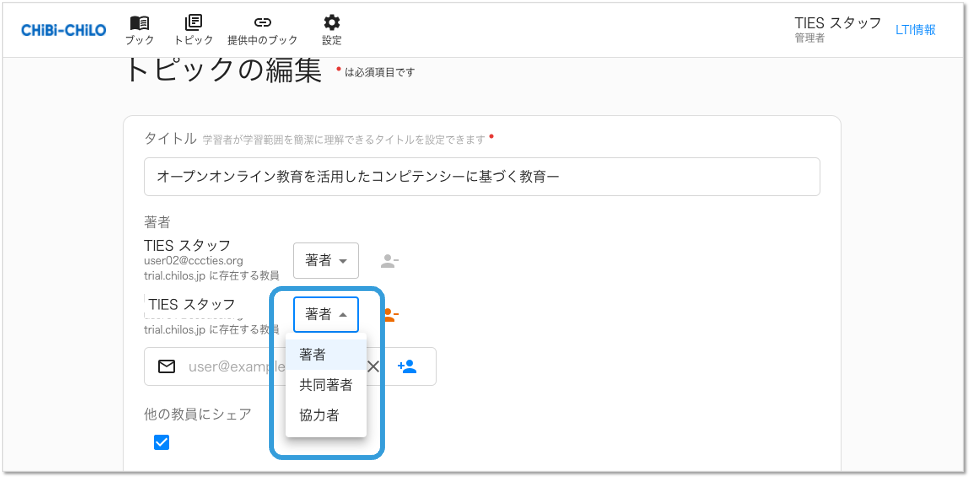 CHiBi-CHiLO
ブック トピック 提供中のブック 設定
TIES スタッフ
管理者
LTI情報
トピックの編集 * は必須項目です
タイトル 学習者が学習範囲を簡潔に理解できるタイトルを設定できます *
オープンオンライン教育を活用したコンピテンシーに基づく教育ー
著者
TIES スタッフ
user02@cccties.org
trial.chilos.jp に存在する教員
著者
TIES スタッフ
trial.chilos.jp に存在する教員
著者
user@example
著者
共同著者
協力者
他の教員にシェア